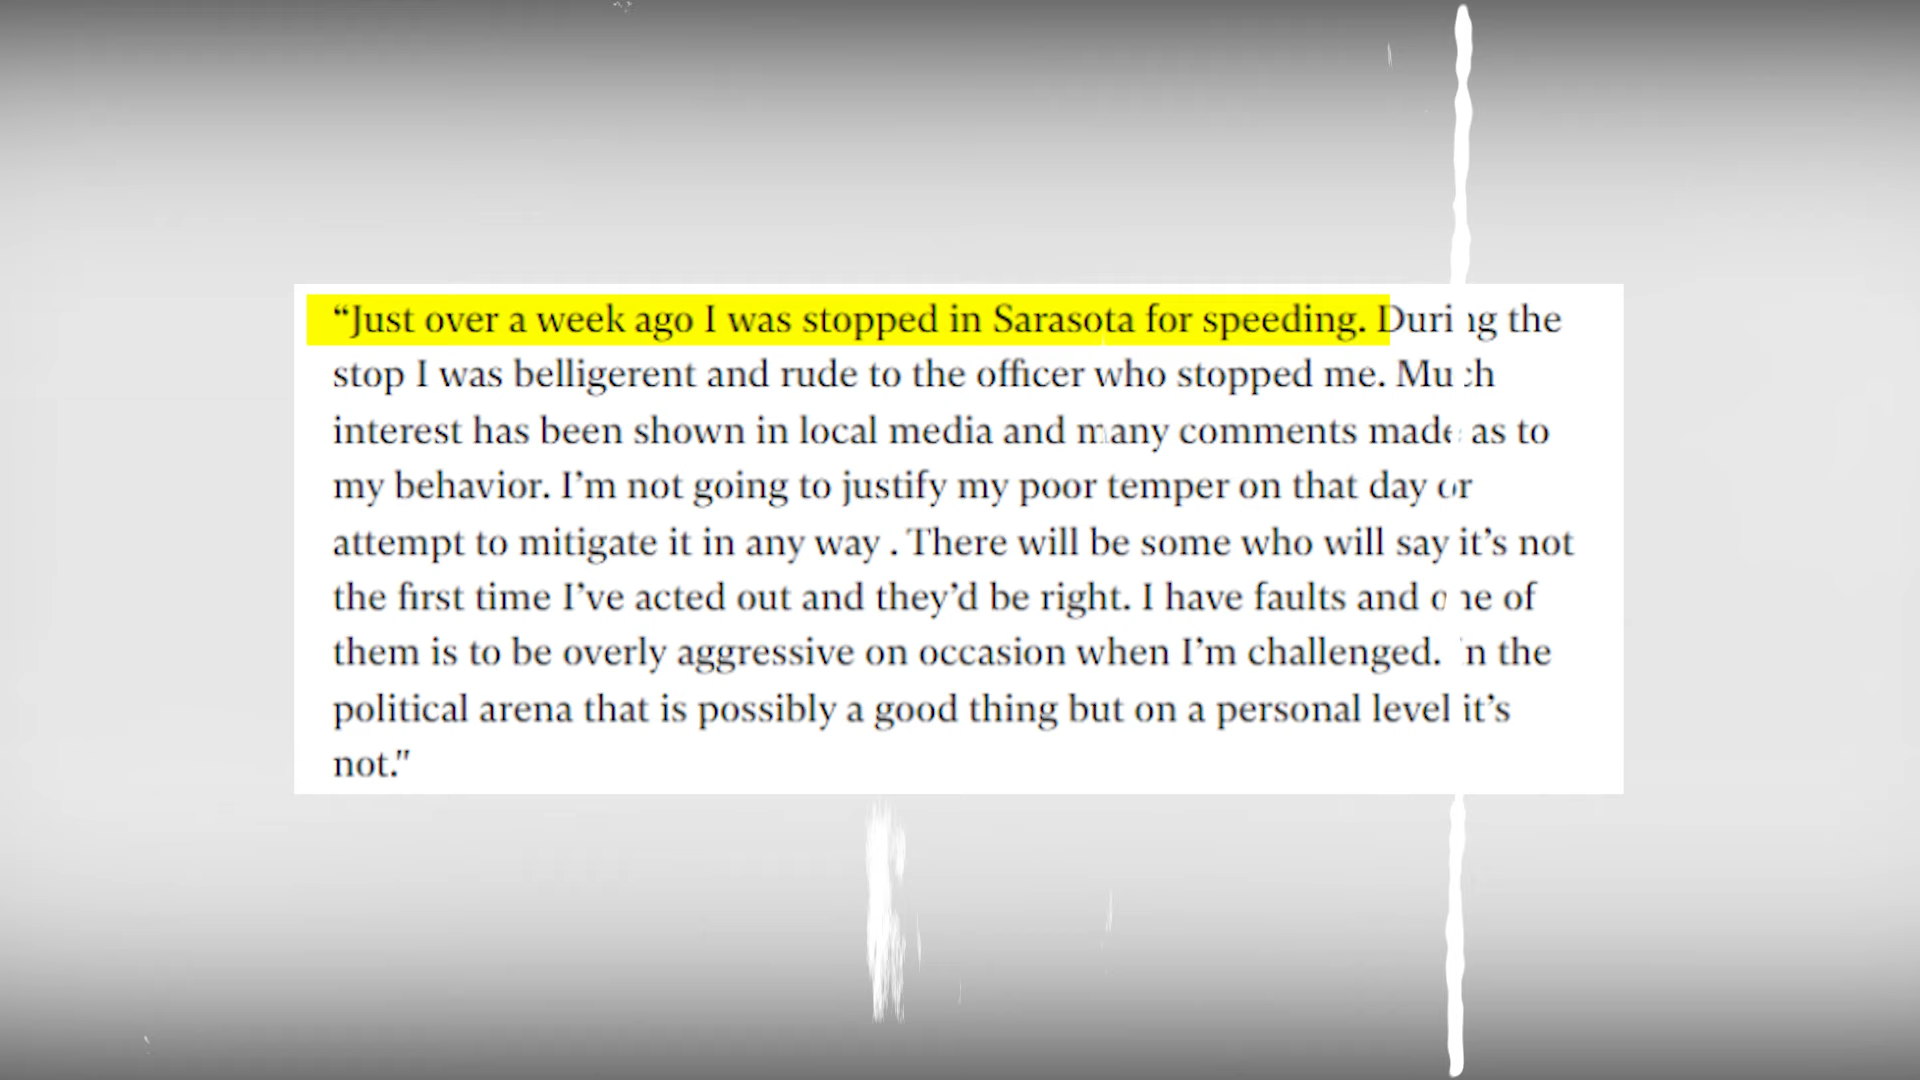 “Just over a week ago I was stopped in Sarasota for speeding. During the
stop I was belligerent and rude to the officer who stopped me. Much
interest has been shown in local media and many comments made as to
my behavior. I’m not going to justify my poor temper on that day or
attempt to mitigate it in any way . There will be some who will say it’s not
the first time I’ve acted out and they’d be right. I have faults and one of
them is to be overly aggressive on occasion when I’m challenged. In the
political arena that is possibly a good thing but on a personal level it’s
not."